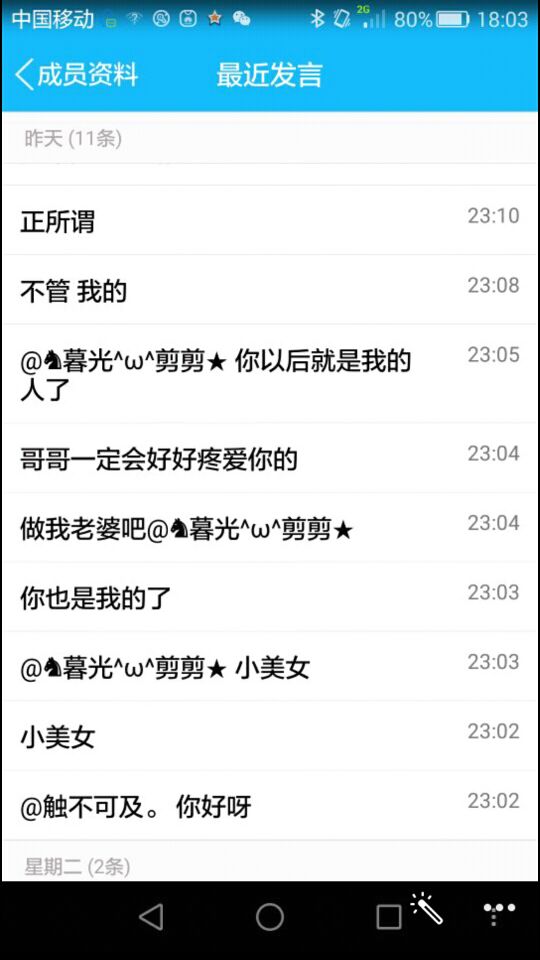 中国移动 2G 80% 18:03
成员资料 最近发言
昨天 (11条)
正所谓 23:10
不管 我的 23:08
@♞暮光^ω^剪剪★ 你以后就是我的 23:05
人了
哥哥一定会好好疼爱你的 23:04
做我老婆吧@♞暮光^ω^剪剪★ 23:04
你也是我的了 23:03
@♞暮光^ω^剪剪★ 小美女 23:03
小美女 23:02
@触不可及。 你好呀 23:02
星期二 (2条)